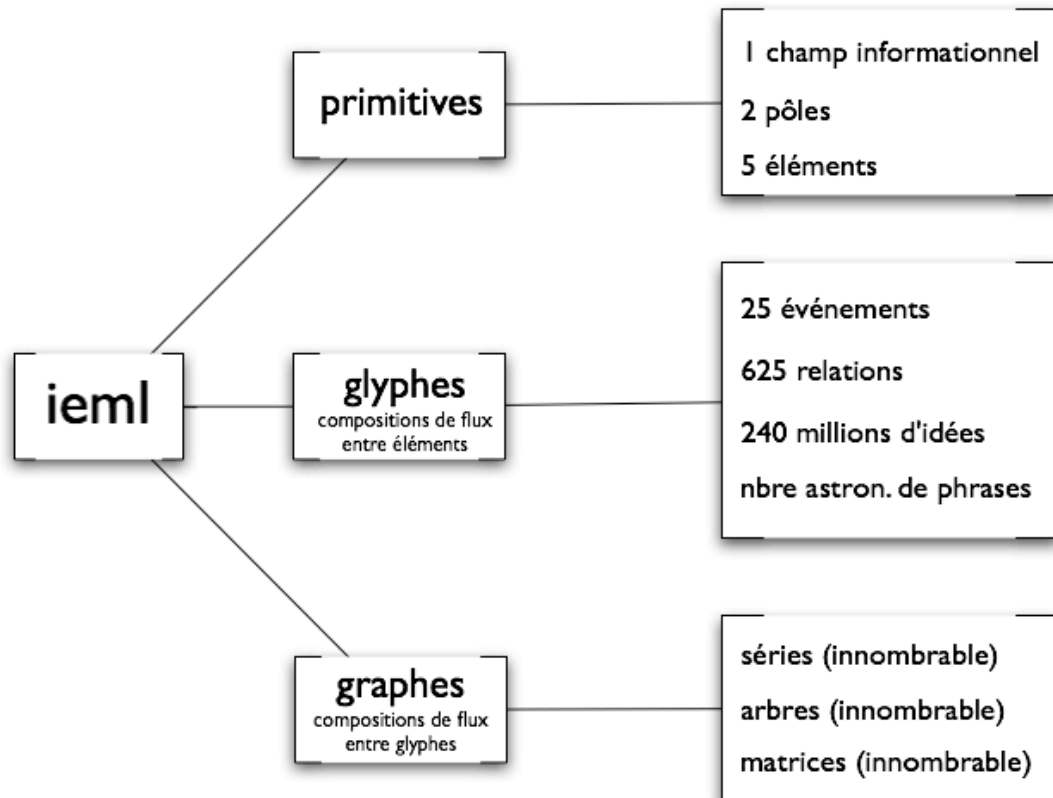 ieml
primitives
1 champ informationnel
2 pôles
5 éléments
glyphes
compositions de flux
entre éléments
25 événements
625 relations
240 millions d'idées
nbre astron. de phrases
graphes
compositions de flux
entre glyphes
séries (innombrable)
arbres (innombrable)
matrices (innombrable)